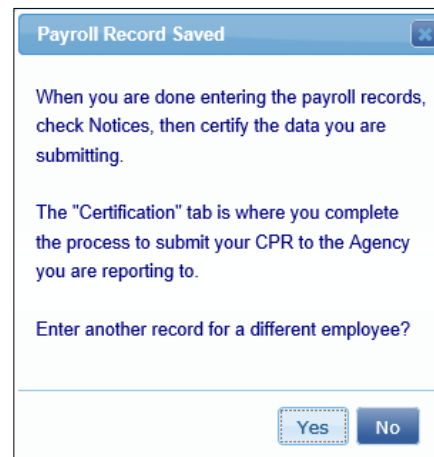 Payroll Record Saved
When you are done entering the payroll records,
check Notices, then certify the data you are
submitting.
The "Certification" tab is where you complete
the process to submit your CPR to the Agency
you are reporting to.
Enter another record for a different employee?
Yes No